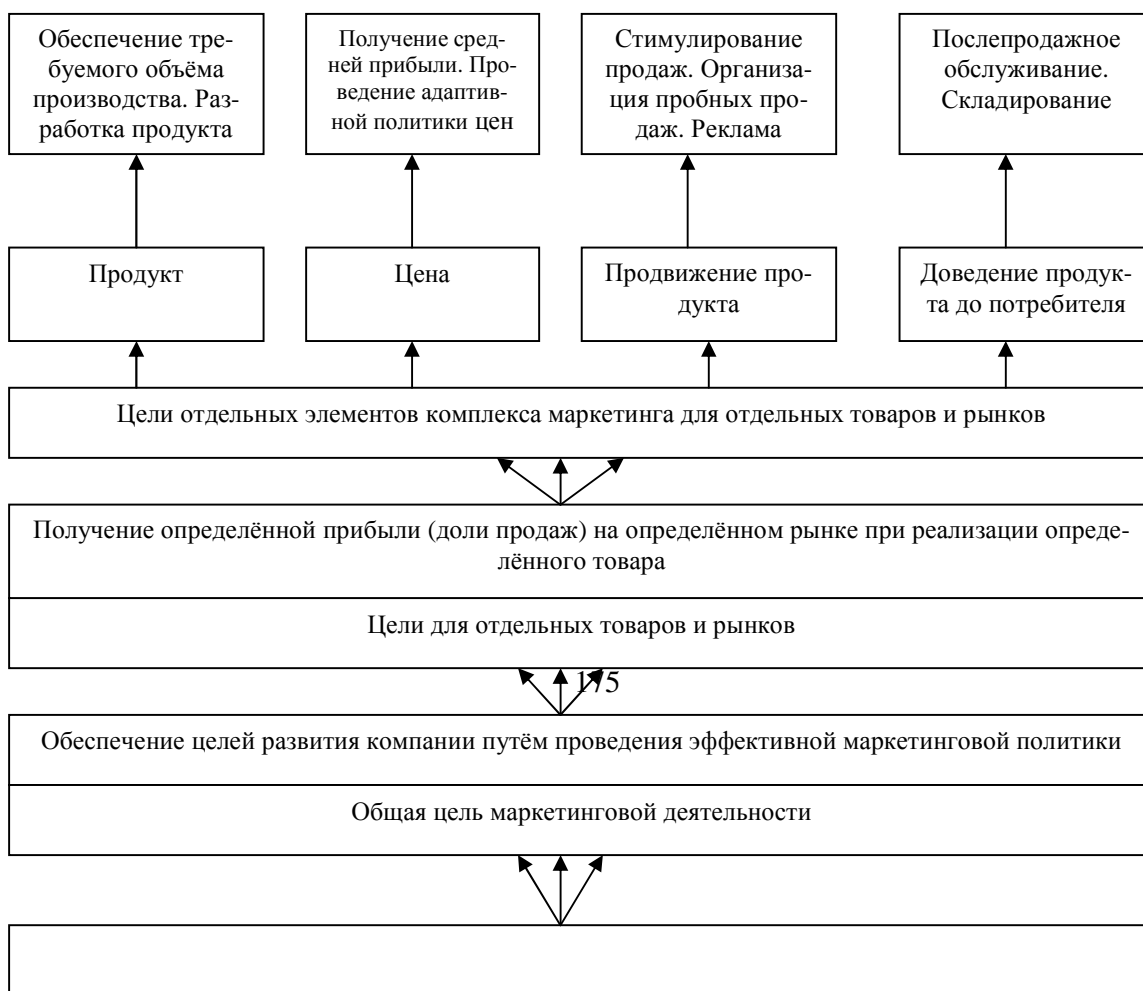 Обеспечение тре-
буемого объёма
производства. Раз-
работка продукта
Получение сред-
ней прибыли. Про-
ведение адаптив-
ной политики цен
Стимулирование
продаж. Организа-
ция пробных про-
даж. Реклама
Послепродажное
обслуживание.
Складирование
Продукт
Цена
Продвижение про-
дукта
Доведение продук-
та до потребителя
Цели отдельных элементов комплекса маркетинга для отдельных товаров и рынков
Получение определённой прибыли (доли продаж) на определённом рынке при реализации опреде-
лённого товара
Цели для отдельных товаров и рынков
175
Обеспечение целей развития компании путём проведения эффективной маркетинговой политики
Общая цель маркетинговой деятельности